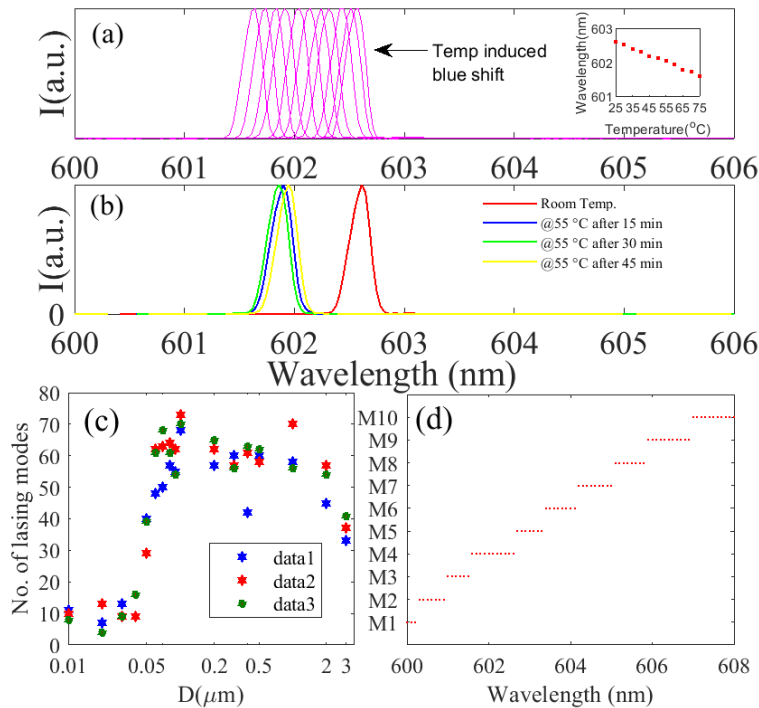 (a)
I(a.u.)
Temp induced
blue shift
Wavelength(nm)
603
602
601
25 35 45 55 65 75
Temperature(°C)
600 601 602 603 604 605 606
(b)
I(a.u.)
0
Room Temp.
@55 °C after 15 min
@55 °C after 30 min
@55 °C after 45 min
600 601 602 603 604 605 606
Wavelength (nm)
(c)
No. of lasing modes
80
70
60
50
40
30
20
10
0
data1
data2
data3
0.01 0.05 0.2 0.5 2 3
D(μm)
(d)
M10
M9
M8
M7
M6
M5
M4
M3
M2
M1
600 602 604 606 608
Wavelength (nm)